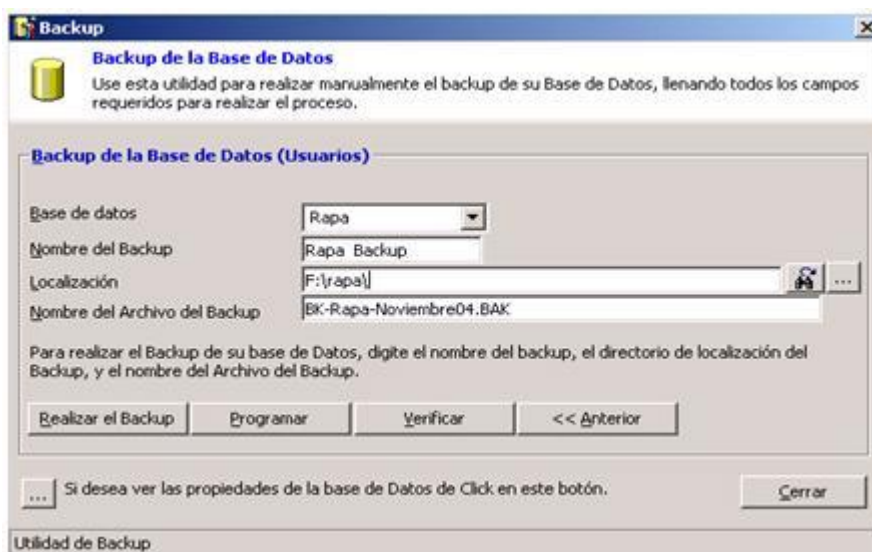 Backup
Backup de la Base de Datos
Use esta utilidad para realizar manualmente el backup de su Base de Datos, llenando todos los campos
requeridos para realizar el proceso.
Backup de la Base de Datos (Usuarios)
Base de datos
Rapa
Nombre del Backup
Rapa Backup
Localización
F:\rapa\
...
Nombre del Archivo del Backup
BK-Rapa-Noviembre04.BAK
Para realizar el Backup de su base de Datos, digite el nombre del backup, el directorio de localización del
Backup, y el nombre del Archivo del Backup.
Realizar el Backup
Programar
Verificar
<< Anterior
...
Si desea ver las propiedades de la base de Datos de Click en este botón.
Cerrar
Utilidad de Backup